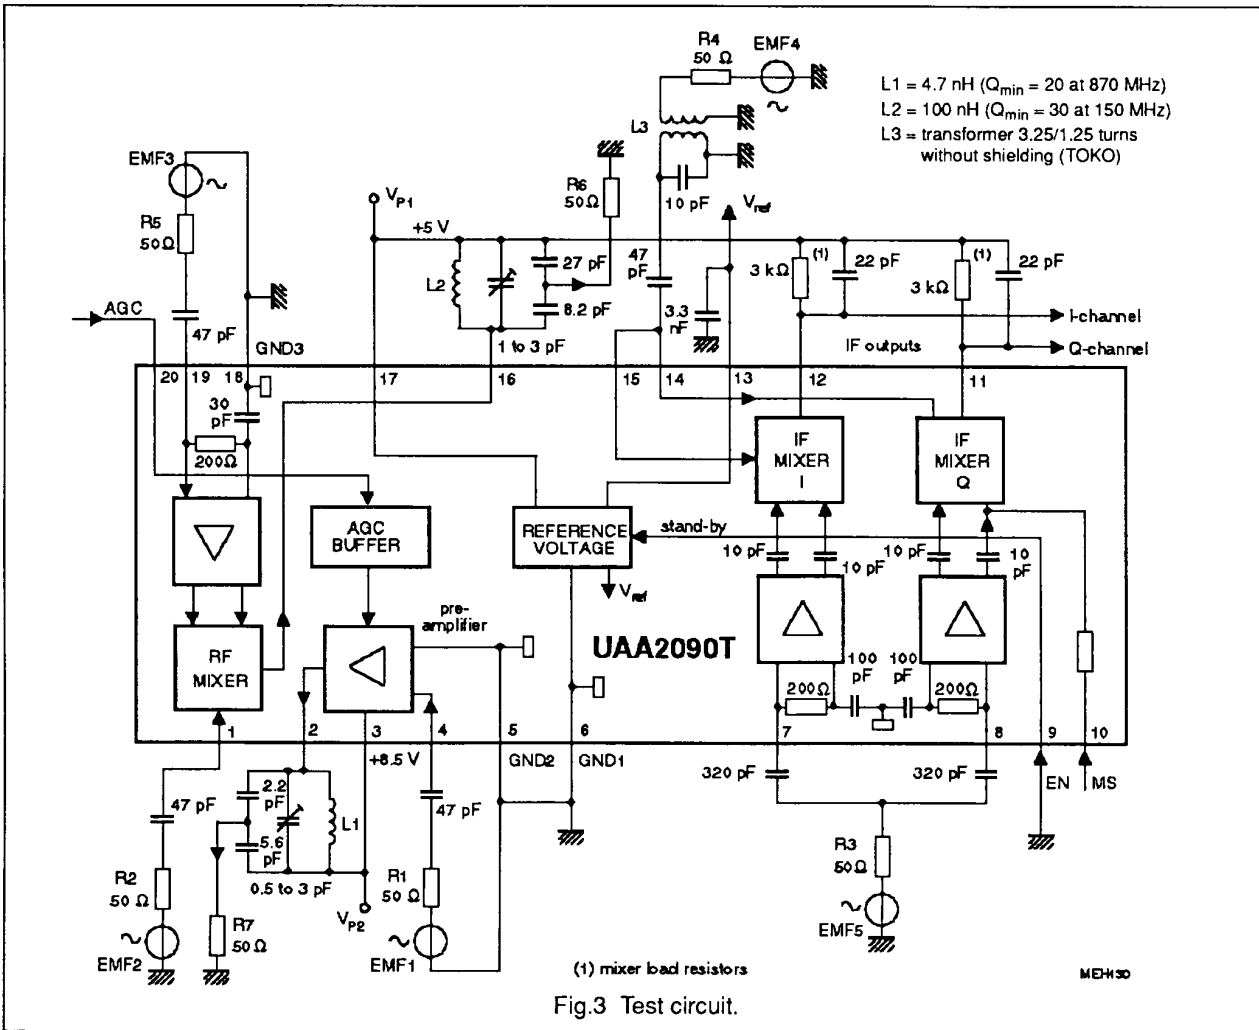 R4
50 Ω
EMF4
L1 = 4.7 nH (Qmin = 20 at 870 MHz)
L2 = 100 nH (Qmin = 30 at 150 MHz)
L3 = transformer 3.25/1.25 turns
without shielding (TOKO)
L3
EMF3
R5
50Ω
VP1
+5 V
R6
50Ω
10 pF
Vref
47
pF
27 pF
L2
8.2 pF
1 to 3 pF
3.3
nF
3 kΩ
(1)
22 pF
3 kΩ
(1)
22 pF
I-channel
Q-channel
IF outputs
AGC
47 pF
GND3
20
19
18
17
16
15
14
13
12
11
30
pF
200Ω
AGC
BUFFER
REFERENCE
VOLTAGE
Vref
stand-by
IF
MIXER
I
IF
MIXER
Q
10 pF
10 pF
10 pF
10
pF
RF
MIXER
pre-
amplifier
UAA2090T
100
pF
100
pF
200Ω
200Ω
1
2
3
4
5
6
7
8
9
10
+8.5 V
GND2
GND1
320 pF
320 pF
EN
MS
47 pF
2.2
pF
5.6
pF
L1
0.5 to 3 pF
47 pF
R2
50 Ω
EMF2
R7
50 Ω
VP2
R1
50 Ω
EMF1
R3
50Ω
EMF5
(1) mixer load resistors
Fig.3 Test circuit.